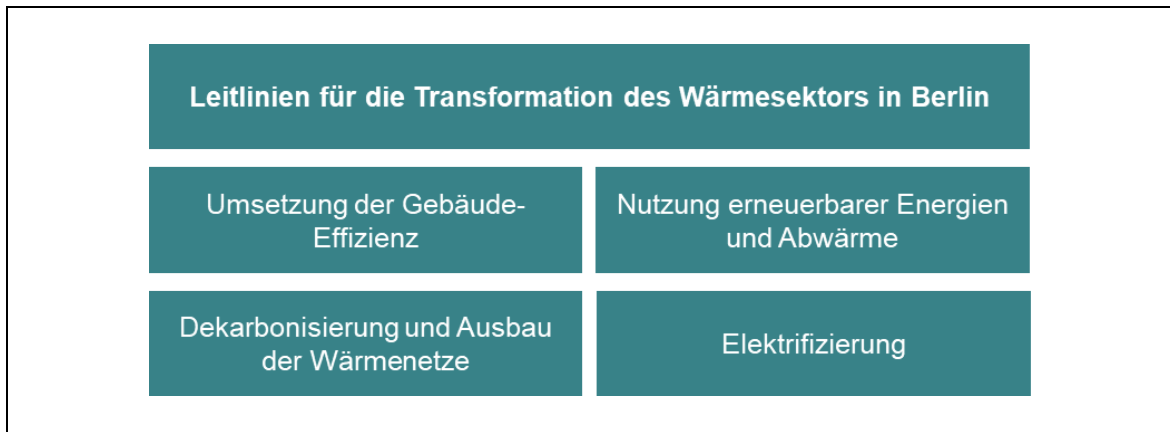 Leitlinien für die Transformation des Wärmesektors in Berlin
Umsetzung der Gebäude-
Effizienz
Nutzung erneuerbarer Energien
und Abwärme
Dekarbonisierung und Ausbau
der Wärmenetze
Elektrifizierung